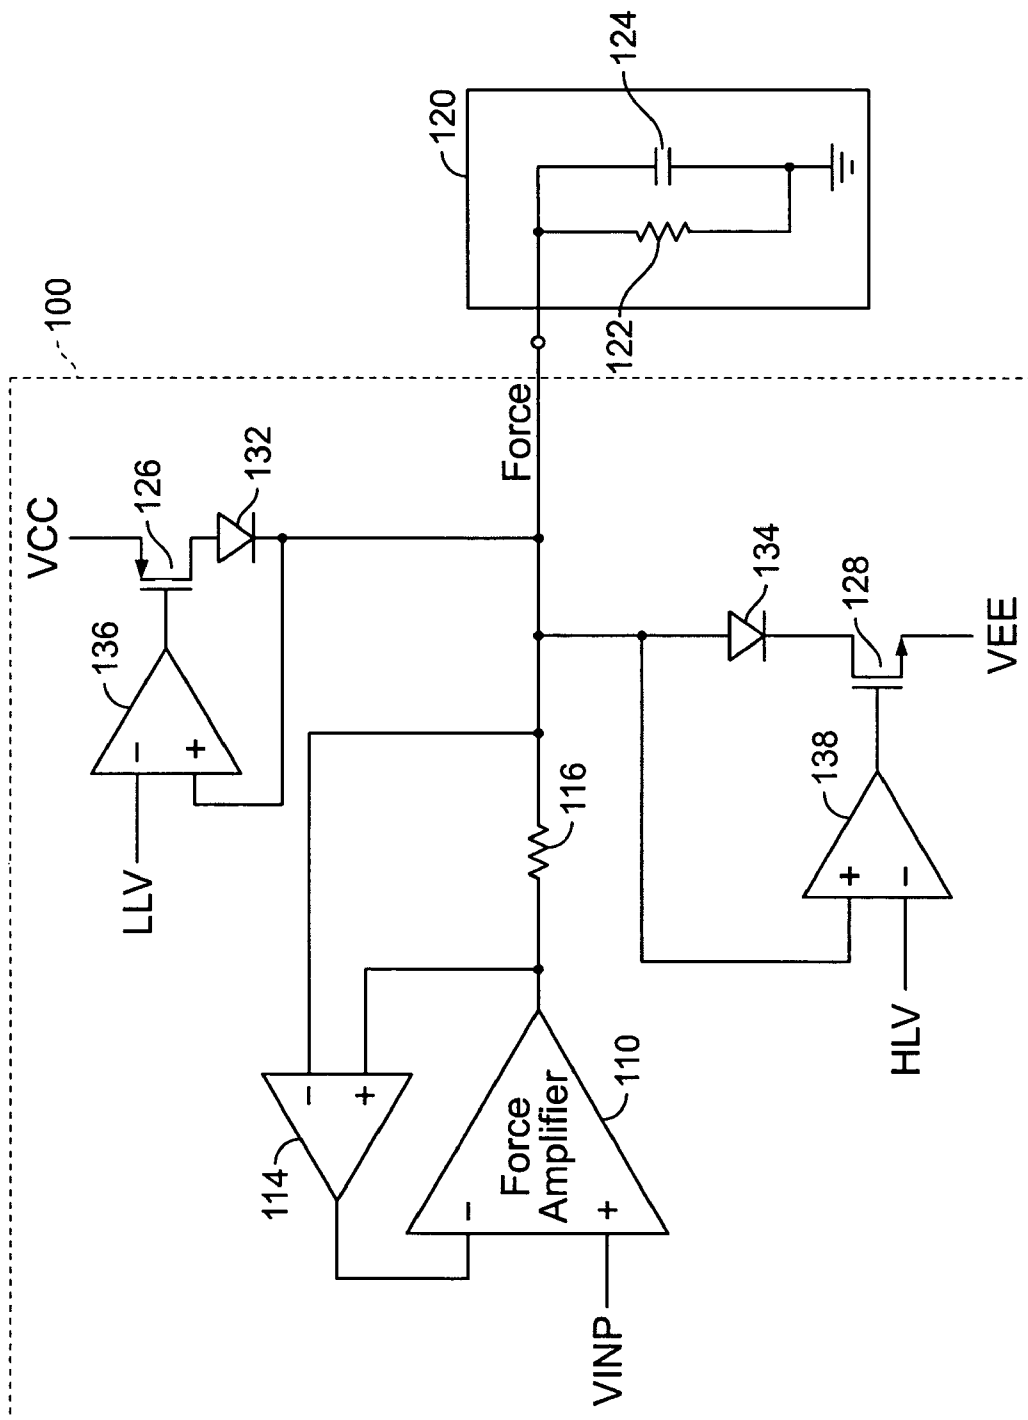 100
VCC
126
132
136
-
+
LLV
Force
120
124
122
134
128
VEE
138
+
-
HLV
116
114
-
+
Force
Amplifier
110
-
+
VINP